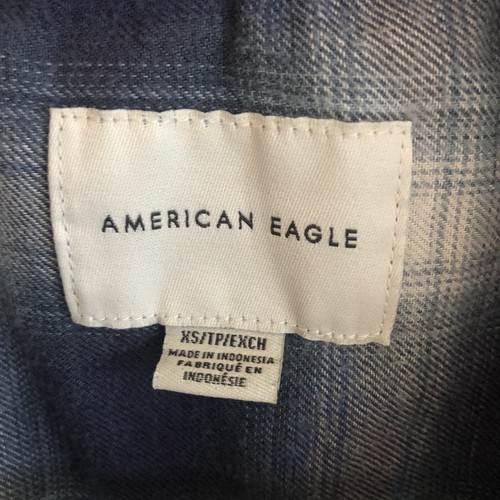 AMERICAN EAGLE
XS/TP/EXCH
MADE IN INDONESIA
FABRIQUÉ EN
INDONÉSIE